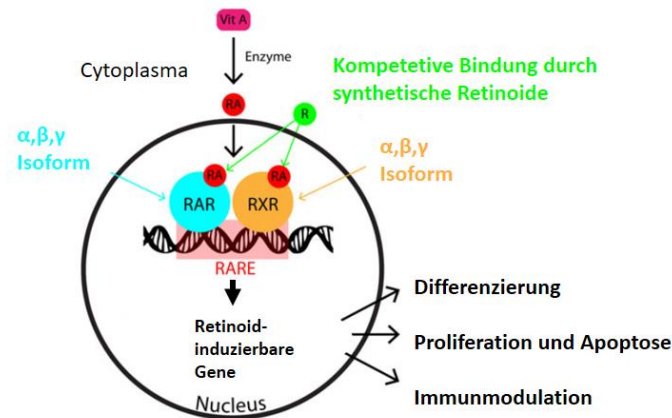 Vit A
Enzyme
Cytoplasma
Kompetetive Bindung durch
synthetische Retinoide
RA
R
α,β,γ
Isoform
α,β,γ
Isoform
RA
RA
RAR
RXR
RARE
Retinoid-
induzierbare
Gene
Nucleus
Differenzierung
Proliferation und Apoptose
Immunmodulation